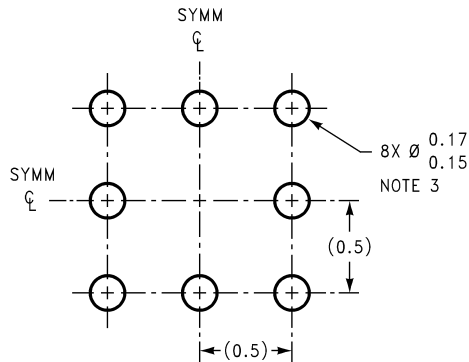 SYMM
℄
8X Ø 0.17
0.15
NOTE 3
SYMM
℄
(0.5)
(0.5)